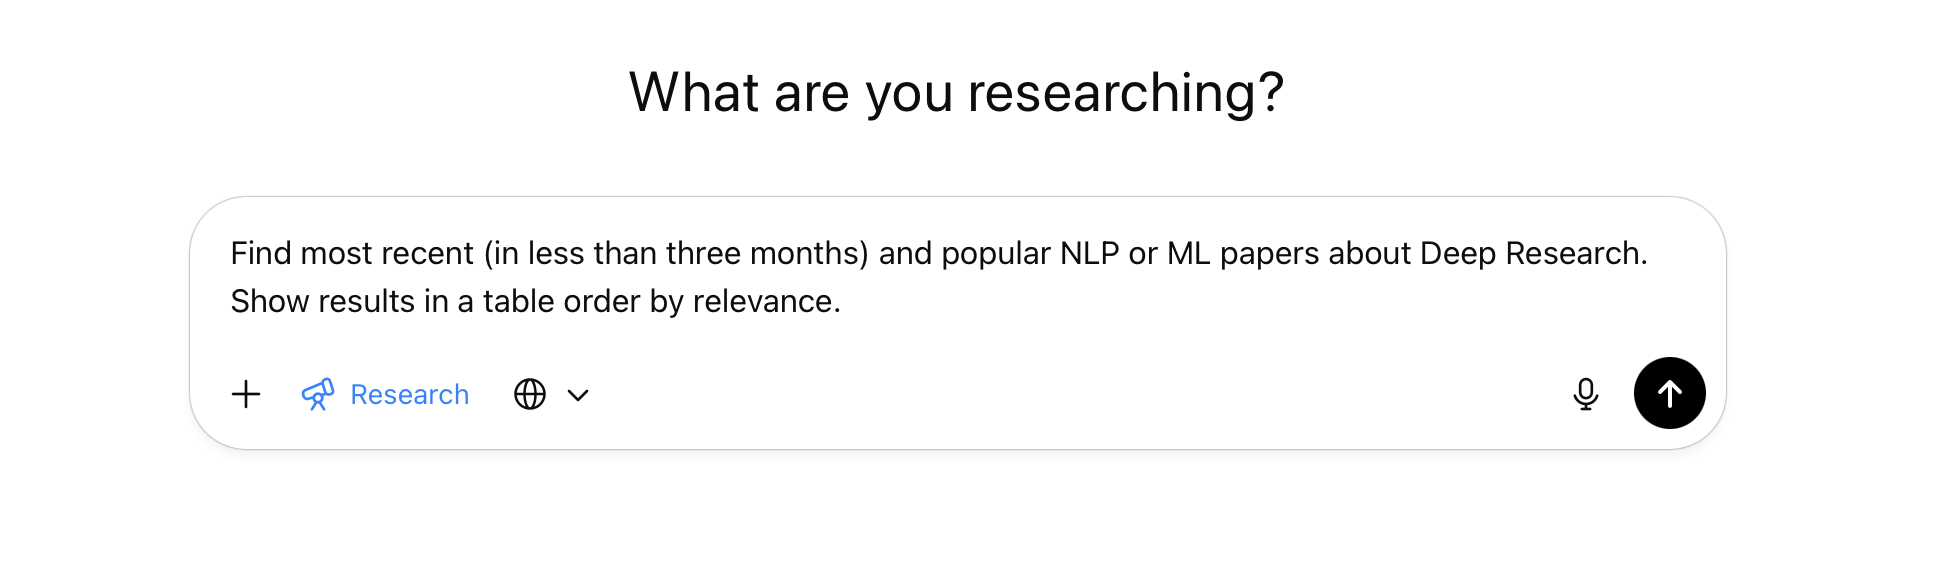 What are you researching?
Find most recent (in less than three months) and popular NLP or ML papers about Deep Research.
Show results in a table order by relevance.
Research